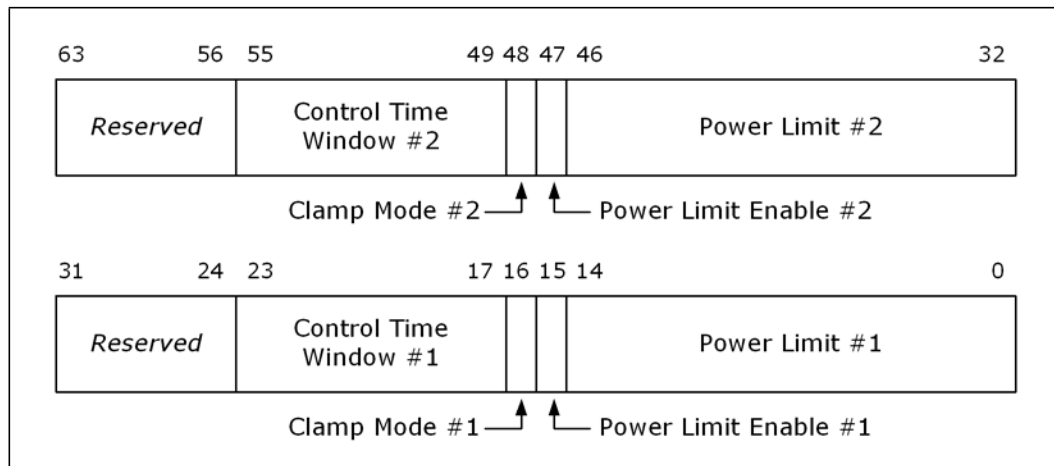 63 56 55 49 48 47 46 32
Reserved Control Time Window #2 Power Limit #2
Clamp Mode #2 Power Limit Enable #2
31 24 23 17 16 15 14 0
Reserved Control Time Window #1 Power Limit #1
Clamp Mode #1 Power Limit Enable #1